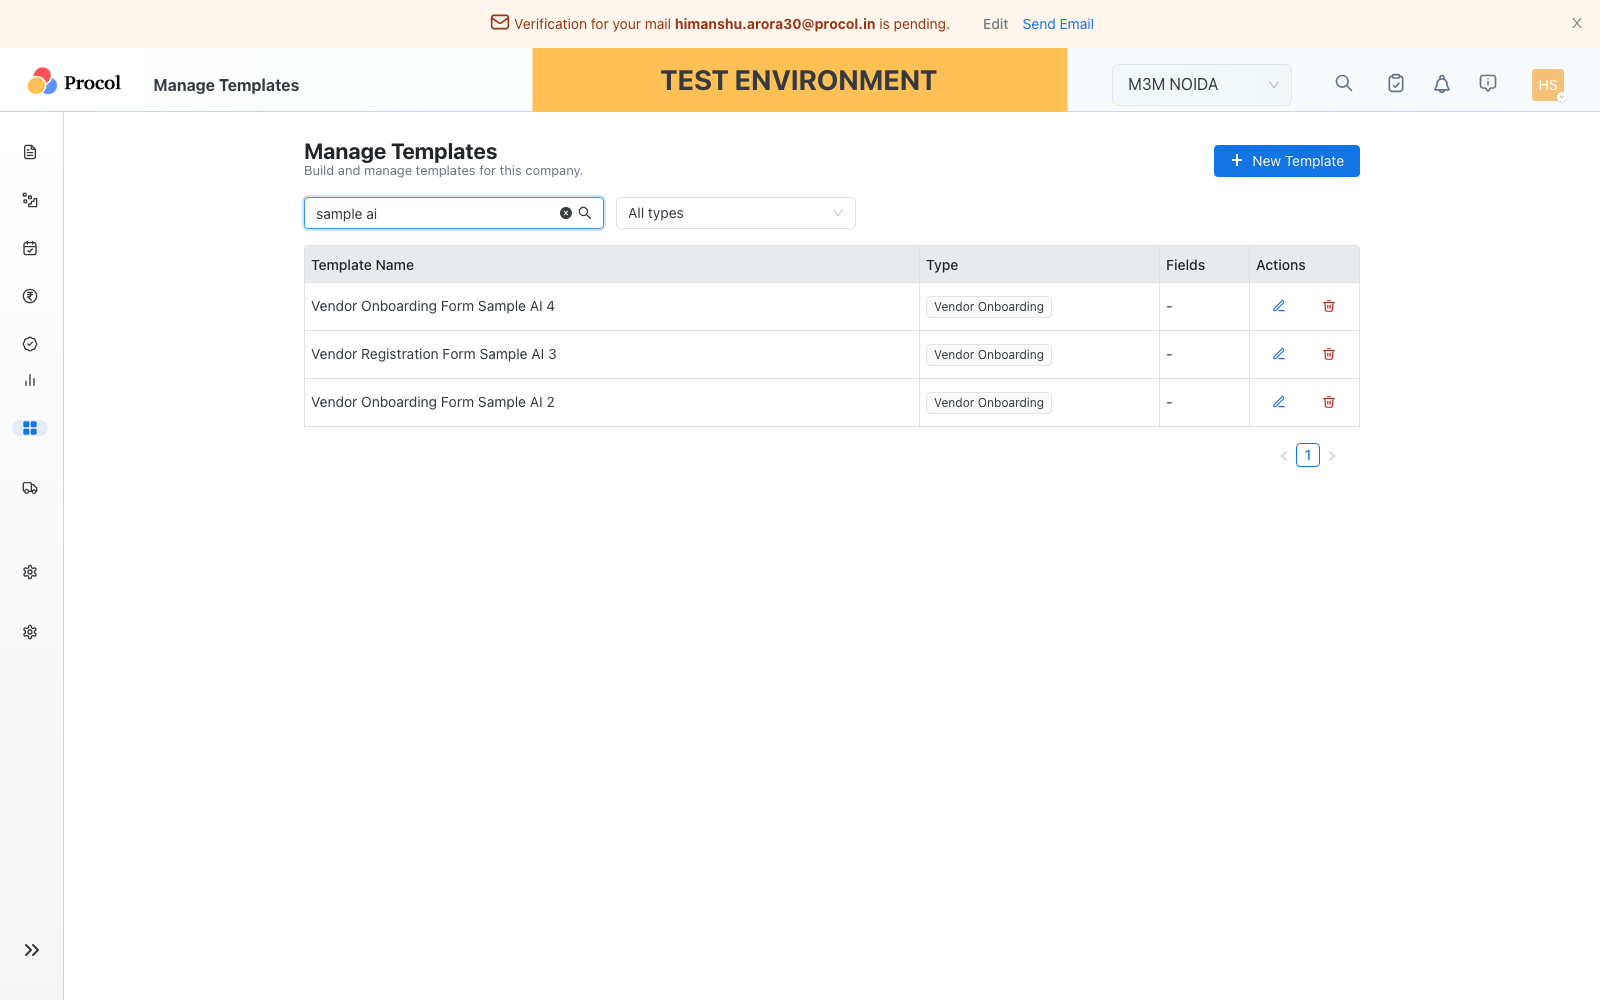 Verification for your mail himanshu.arora30@procol.in is pending. Edit Send Email
Procol
Manage Templates
TEST ENVIRONMENT
M3M NOIDA
HS
Manage Templates
Build and manage templates for this company.
+ New Template
sample ai
All types
Template Name Type Fields Actions
Vendor Onboarding Form Sample AI 4 Vendor Onboarding -
Vendor Registration Form Sample AI 3 Vendor Onboarding -
Vendor Onboarding Form Sample AI 2 Vendor Onboarding -
1